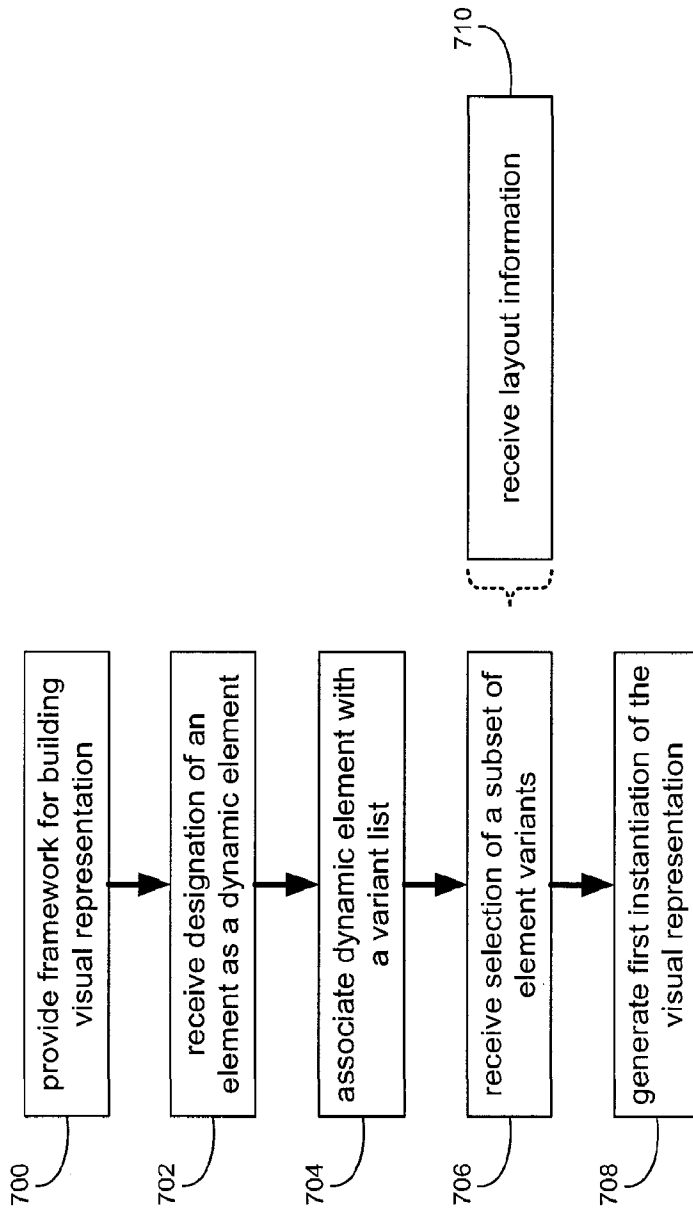 700
provide framework for building
visual representation
702
receive designation of an
element as a dynamic element
704
associate dynamic element with
a variant list
706
receive selection of a subset of
element variants
710
receive layout information
708
generate first instantiation of the
visual representation